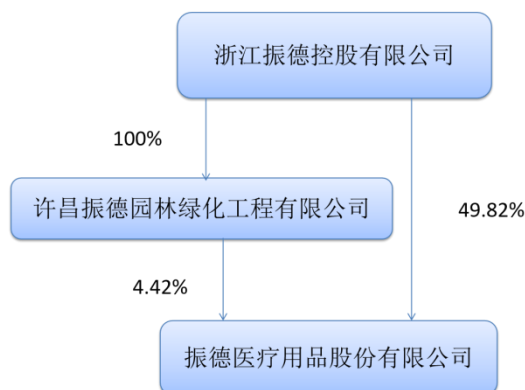 浙江振德控股有限公司
100%
许昌振德园林绿化工程有限公司
49.82%
4.42%
振德医疗用品股份有限公司